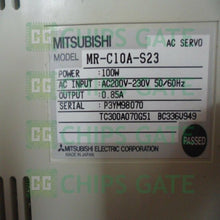 MITSUBISHI AC SERVO
MODEL MR-C10A-S23
POWER : 100W
AC INPUT : AC200V-230V 50/60Hz
OUTPUT : 0.85A
SERIAL : P3YM98070
TC300A070G51 BC336U949
MITSUBISHI ELECTRIC CORPORATION
MADE IN JAPAN
PASSED
CHIPS GATE